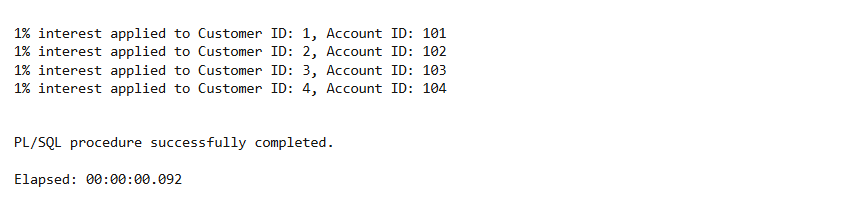 1% interest applied to Customer ID: 1, Account ID: 101
1% interest applied to Customer ID: 2, Account ID: 102
1% interest applied to Customer ID: 3, Account ID: 103
1% interest applied to Customer ID: 4, Account ID: 104
PL/SQL procedure successfully completed.
Elapsed: 00:00:00.092